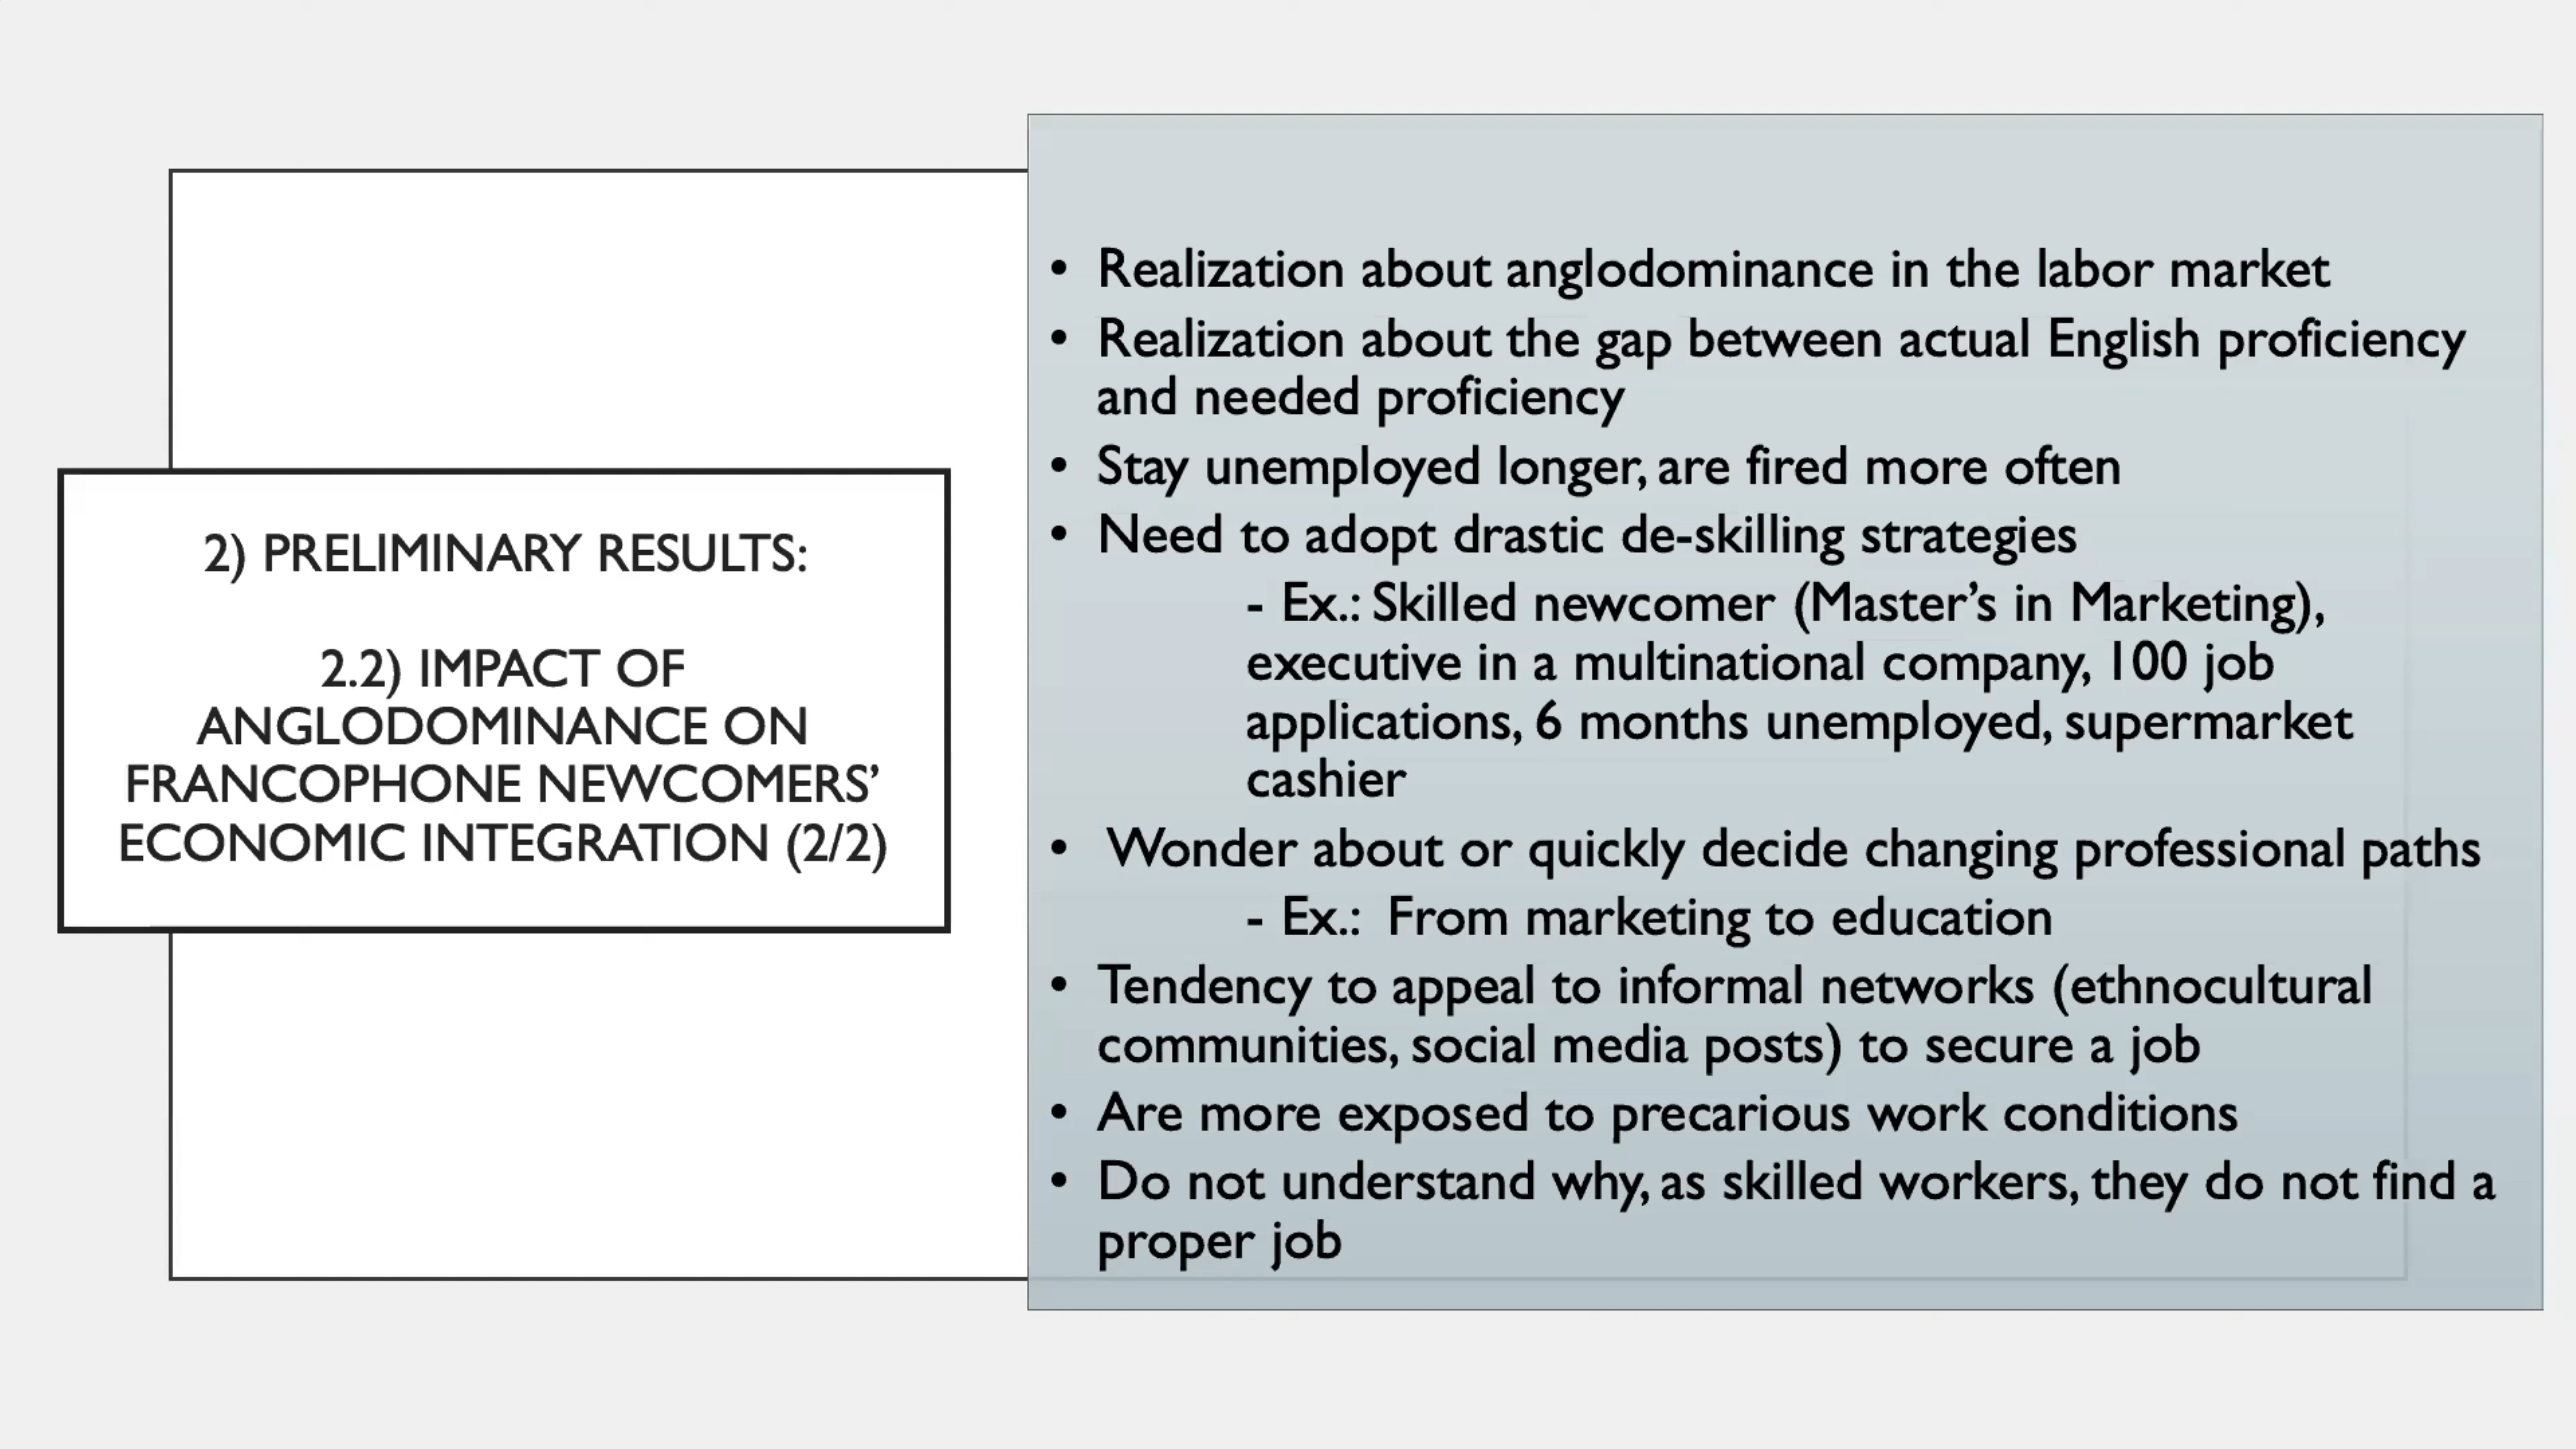 2) PRELIMINARY RESULTS:
2.2) IMPACT OF
ANGLODOMINANCE ON
FRANCOPHONE NEWCOMERS'
ECONOMIC INTEGRATION (2/2)
• Realization about anglodominance in the labor market
• Realization about the gap between actual English proficiency
and needed proficiency
• Stay unemployed longer, are fired more often
• Need to adopt drastic de-skilling strategies
- Ex.: Skilled newcomer (Master's in Marketing),
executive in a multinational company, 100 job
applications, 6 months unemployed, supermarket
cashier
• Wonder about or quickly decide changing professional paths
- Ex.: From marketing to education
• Tendency to appeal to informal networks (ethnocultural
communities, social media posts) to secure a job
• Are more exposed to precarious work conditions
• Do not understand why, as skilled workers, they do not find a
proper job